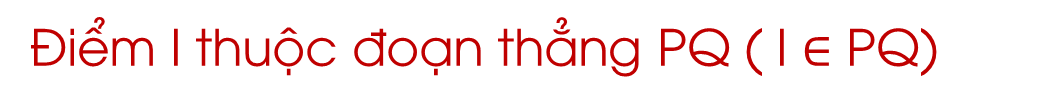 Điểm I thuộc đoạn thẳng PQ ( I ∈ PQ)